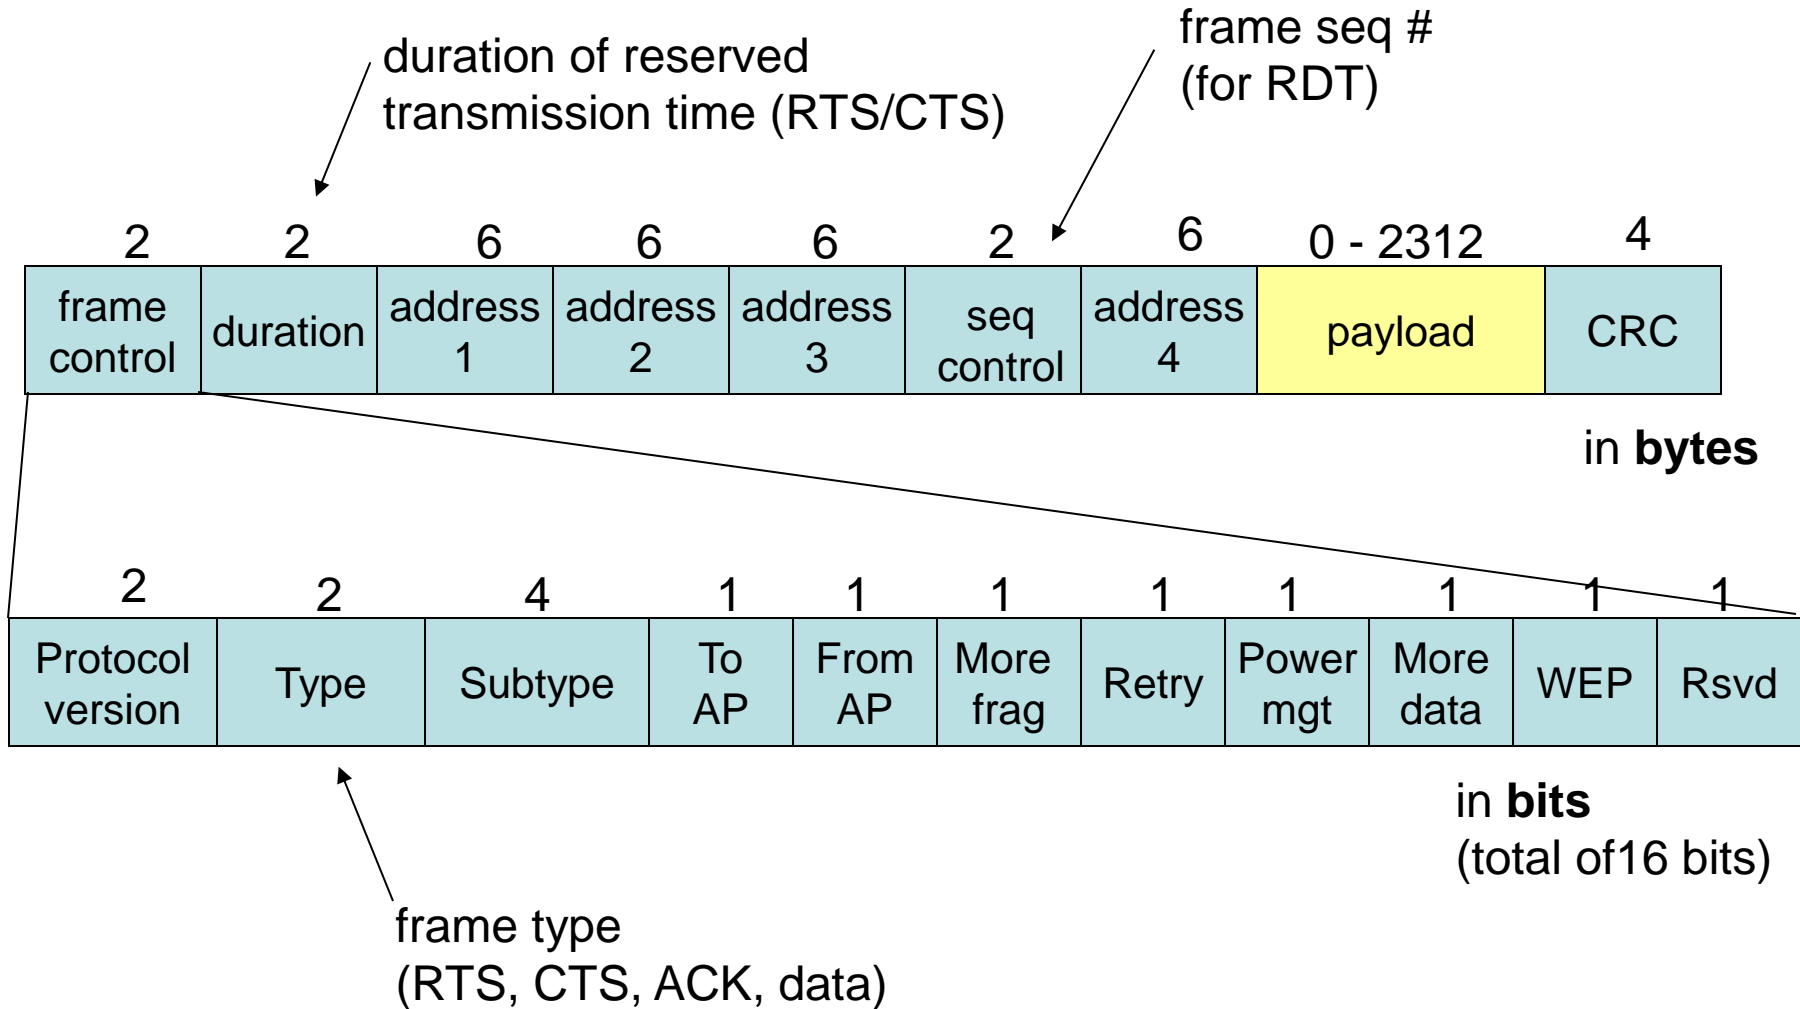 frame seq #
(for RDT)
duration of reserved
transmission time (RTS/CTS)
2 2 6 6 6 2 6 0 - 2312 4
frame control
duration
address 1
address 2
address 3
seq control
address 4
payload
CRC
in bytes
2 2 4 1 1 1 1 1 1 1 1
Protocol version
Type
Subtype
To AP
From AP
More frag
Retry
Power mgt
More data
WEP
Rsvd
in bits
(total of16 bits)
frame type
(RTS, CTS, ACK, data)